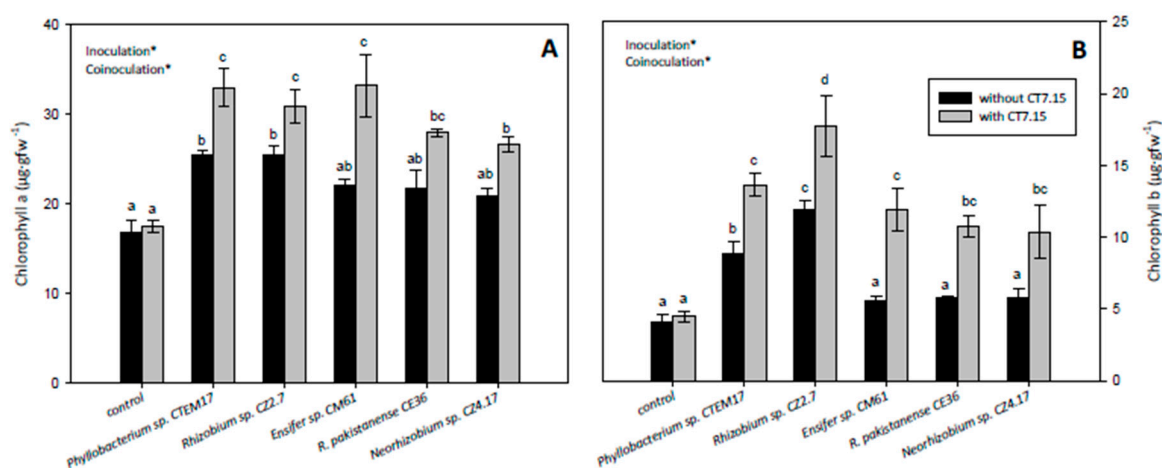 A
Inoculation*
Coinoculation*
Chlorophyll a (µg·gfw⁻¹)
40
30
20
10
0
a
a
b
c
b
c
ab
c
ab
bc
ab
b
control
Phyllobacterium sp. CTEM17
Rhizobium sp. CZ2.7
Ensifer sp. CM61
R. pakistanense CE36
Neorhizobium sp. CZ4.17
B
Inoculation*
Coinoculation*
without CT7.15
with CT7.15
Chlorophyll b (µg·gfw⁻¹)
25
20
15
10
5
0
a
a
b
c
c
d
a
c
a
bc
a
bc
control
Phyllobacterium sp. CTEM17
Rhizobium sp. CZ2.7
Ensifer sp. CM61
R. pakistanense CE36
Neorhizobium sp. CZ4.17